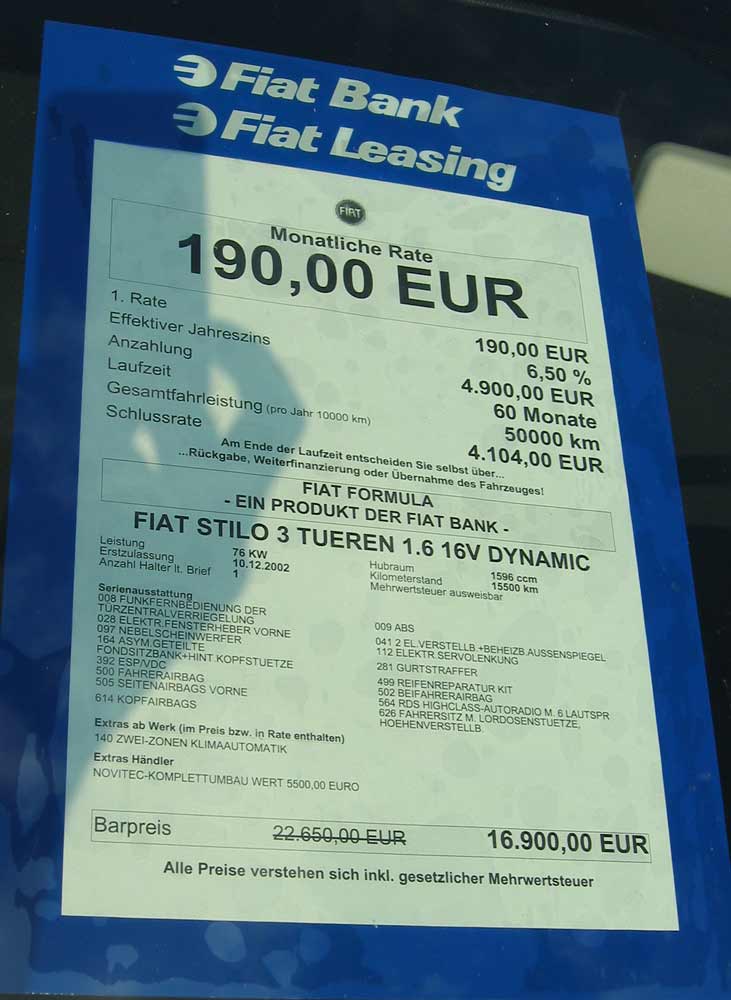 Fiat Bank
Fiat Leasing
FIAT
Monatliche Rate
190,00 EUR
1. Rate 190,00 EUR
Effektiver Jahreszins 6,50 %
Anzahlung 4.900,00 EUR
Laufzeit 60 Monate
Gesamtfahrleistung (pro Jahr 10000 km) 50000 km
Schlussrate 4.104,00 EUR
Am Ende der Laufzeit entscheiden Sie selbst über...
...Rückgabe, Weiterfinanzierung oder Übernahme des Fahrzeuges!
FIAT FORMULA
- EIN PRODUKT DER FIAT BANK -
FIAT STILO 3 TUEREN 1.6 16V DYNAMIC
Leistung 76 KW Hubraum 1596 ccm
Erstzulassung 10.12.2002 Kilometerstand 15500 km
Anzahl Halter lt. Brief 1 Mehrwertsteuer ausweisbar
Serienausstattung
008 FUNKFERNBEDIENUNG DER
TÜRZENTRALVERRIEGELUNG 009 ABS
028 ELEKTR.FENSTERHEBER VORNE 041 2 EL.VERSTELLB.+BEHEIZB.AUSSENSPIEGEL
097 NEBELSCHEINWERFER 112 ELEKTR.SERVOLENKUNG
164 ASYM.GETEILTE
FONDSITZBANK+HINT.KOPFSTUETZE 281 GURTSTRAFFER
392 ESP/VDC 499 REIFENREPARATUR KIT
500 FAHRERAIRBAG 502 BEIFAHRERAIRBAG
505 SEITENAIRBAGS VORNE 564 RDS HIGHCLASS-AUTORADIO M. 6 LAUTSPR
614 KOPFAIRBAGS 626 FAHRERSITZ M. LORDOSENSTUETZE,
HOEHENVERSTELLB.
Extras ab Werk (im Preis bzw. in Rate enthalten)
140 ZWEI-ZONEN KLIMAAUTOMATIK
Extras Händler
NOVITEC-KOMPLETTUMBAU WERT 5500,00 EURO
Barpreis 22.650,00 EUR 16.900,00 EUR
Alle Preise verstehen sich inkl. gesetzlicher Mehrwertsteuer